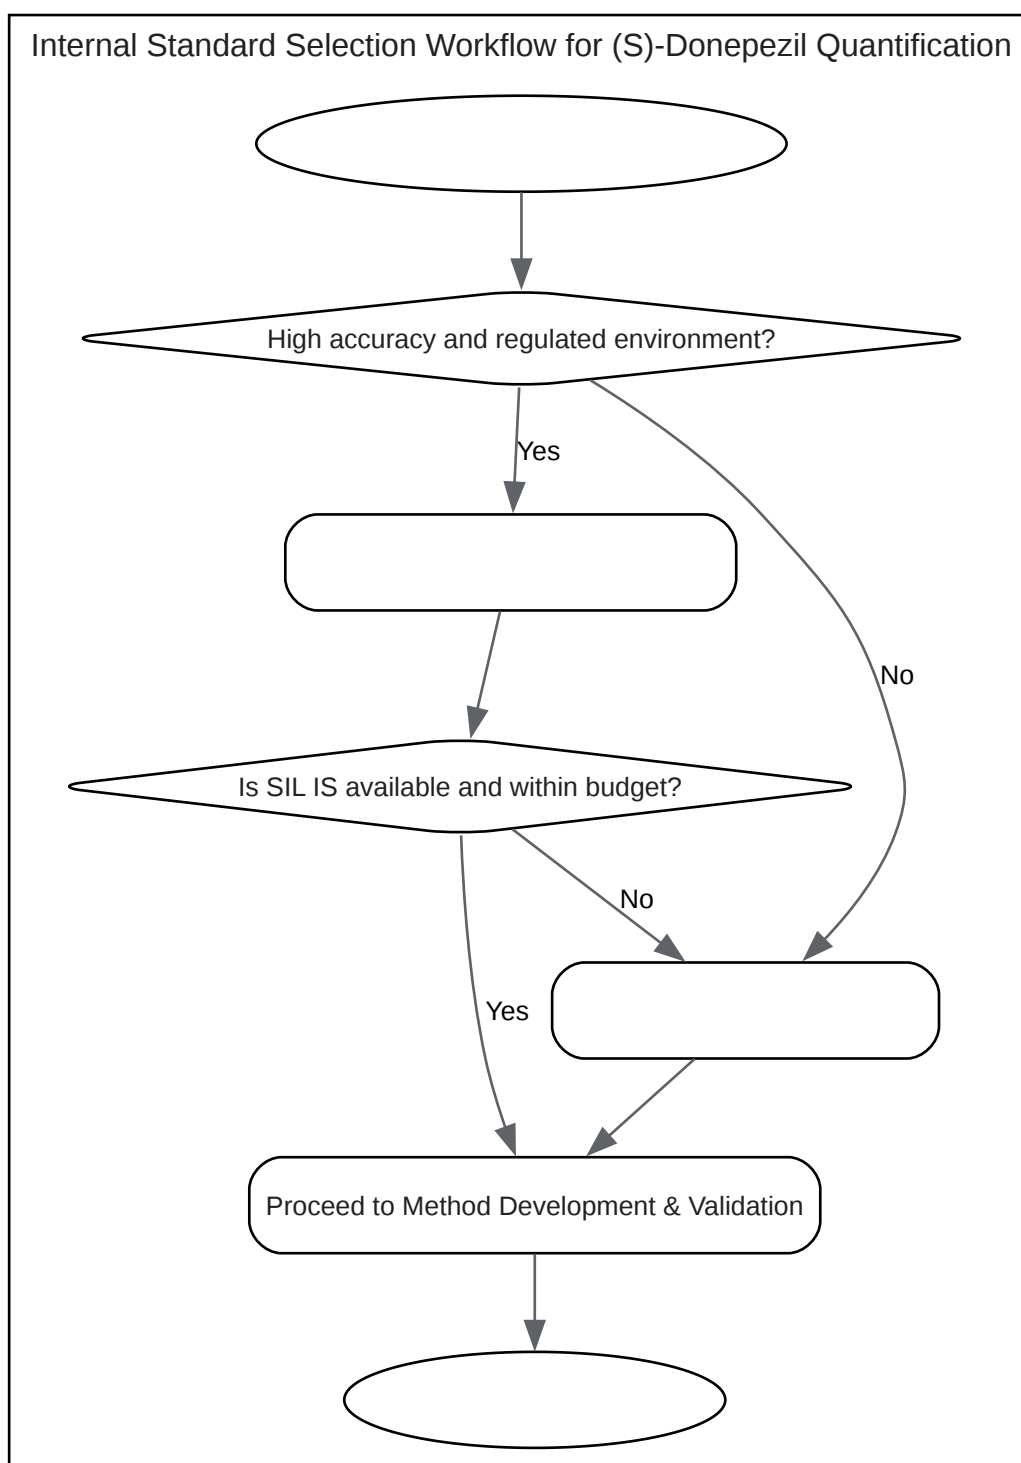 Internal Standard Selection Workflow for (S)-Donepezil Quantification
High accuracy and regulated environment?
Yes
No
Is SIL IS available and within budget?
No
Yes
Proceed to Method Development & Validation